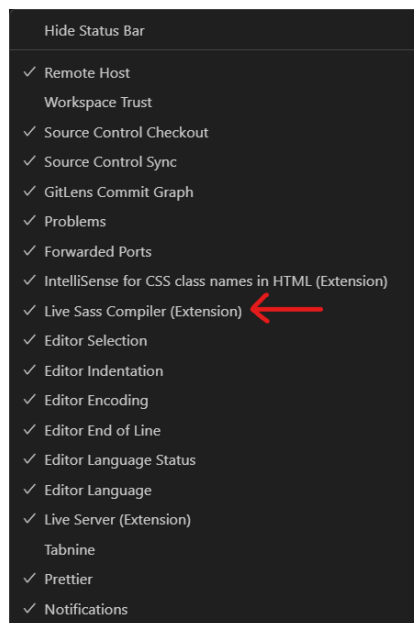 Hide Status Bar
Remote Host
Workspace Trust
Source Control Checkout
Source Control Sync
GitLens Commit Graph
Problems
Forwarded Ports
IntelliSense for CSS class names in HTML (Extension)
Live Sass Compiler (Extension)
Editor Selection
Editor Indentation
Editor Encoding
Editor End of Line
Editor Language Status
Editor Language
Live Server (Extension)
Tabnine
Prettier
Notifications